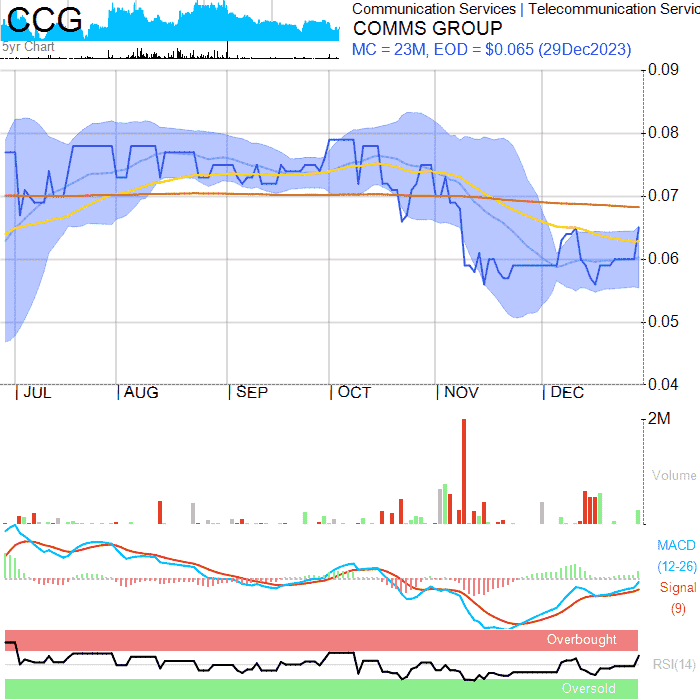 CCG
5yr Chart
Communication Services | Telecommunication Servic
COMMS GROUP
MC = 23M, EOD = $0.065 (29Dec2023)
0.09
0.08
0.07
0.06
0.05
0.04
|JUL |AUG |SEP |OCT |NOV |DEC
2M
Volume
MACD
(12-26)
Signal
(9)
Overbought
RSI(14)
Oversold